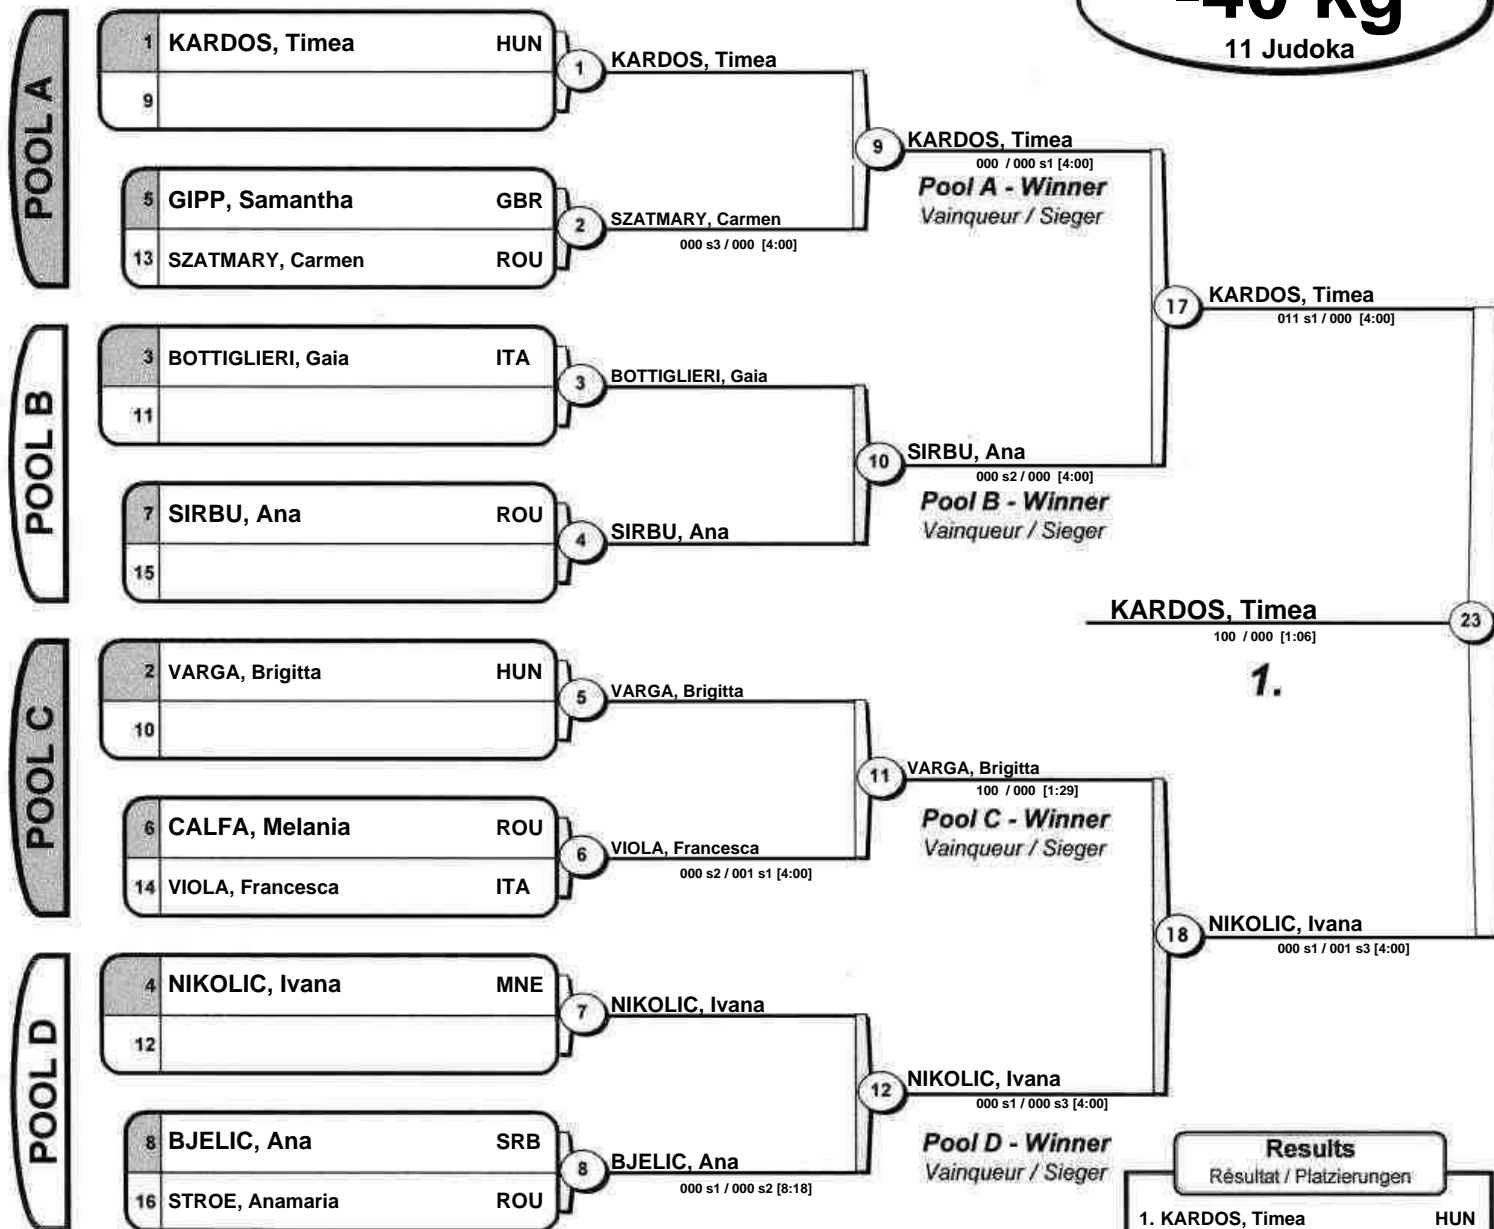 -40 kg
11 Judoka
POOL A
1 KARDOS, Timea HUN
9
1 KARDOS, Timea
5 GIPP, Samantha GBR
13 SZATMARY, Carmen ROU
2 SZATMARY, Carmen
000 s3 / 000 [4:00]
9 KARDOS, Timea
000 / 000 s1 [4:00]
Pool A - Winner
Vainqueur / Sieger
POOL B
3 BOTTIGLIERI, Gaia ITA
11
3 BOTTIGLIERI, Gaia
7 SIRBU, Ana ROU
15
4 SIRBU, Ana
10 SIRBU, Ana
000 s2 / 000 [4:00]
Pool B - Winner
Vainqueur / Sieger
17 KARDOS, Timea
011 s1 / 000 [4:00]
KARDOS, Timea 23
100 / 000 [1:06]
1.
POOL C
2 VARGA, Brigitta HUN
10
5 VARGA, Brigitta
6 CALFA, Melania ROU
14 VIOLA, Francesca ITA
6 VIOLA, Francesca
000 s2 / 001 s1 [4:00]
11 VARGA, Brigitta
100 / 000 [1:29]
Pool C - Winner
Vainqueur / Sieger
18 NIKOLIC, Ivana
000 s1 / 001 s3 [4:00]
POOL D
4 NIKOLIC, Ivana MNE
12
7 NIKOLIC, Ivana
8 BJELIC, Ana SRB
16 STROE, Anamaria ROU
8 BJELIC, Ana
000 s1 / 000 s2 [8:18]
12 NIKOLIC, Ivana
000 s1 / 000 s3 [4:00]
Pool D - Winner
Vainqueur / Sieger
Results
Résultat / Platzierungen
1. KARDOS, Timea HUN